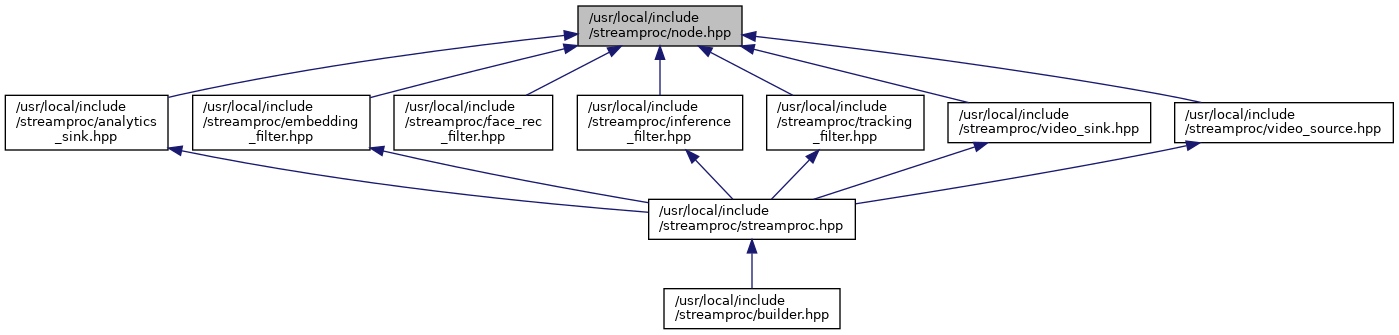 /usr/local/include
/streamproc/node.hpp
/usr/local/include
/streamproc/analytics
_sink.hpp
/usr/local/include
/streamproc/embedding
_filter.hpp
/usr/local/include
/streamproc/face_rec
_filter.hpp
/usr/local/include
/streamproc/inference
_filter.hpp
/usr/local/include
/streamproc/tracking
_filter.hpp
/usr/local/include
/streamproc/video_sink.hpp
/usr/local/include
/streamproc/video_source.hpp
/usr/local/include
/streamproc/streamproc.hpp
/usr/local/include
/streamproc/builder.hpp